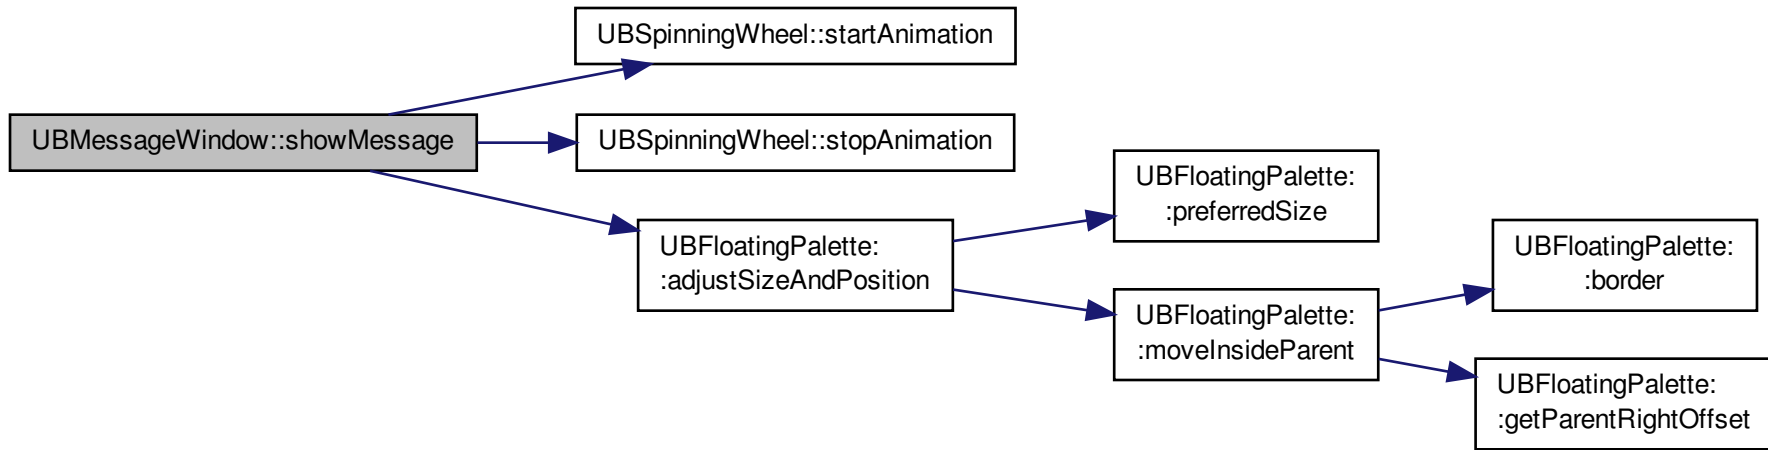 UBSpinningWheel::startAnimation
UBMessageWindow::showMessage
UBSpinningWheel::stopAnimation
UBFloatingPalette:
:adjustSizeAndPosition
UBFloatingPalette:
:preferredSize
UBFloatingPalette:
:moveInsideParent
UBFloatingPalette:
:border
UBFloatingPalette:
:getParentRightOffset